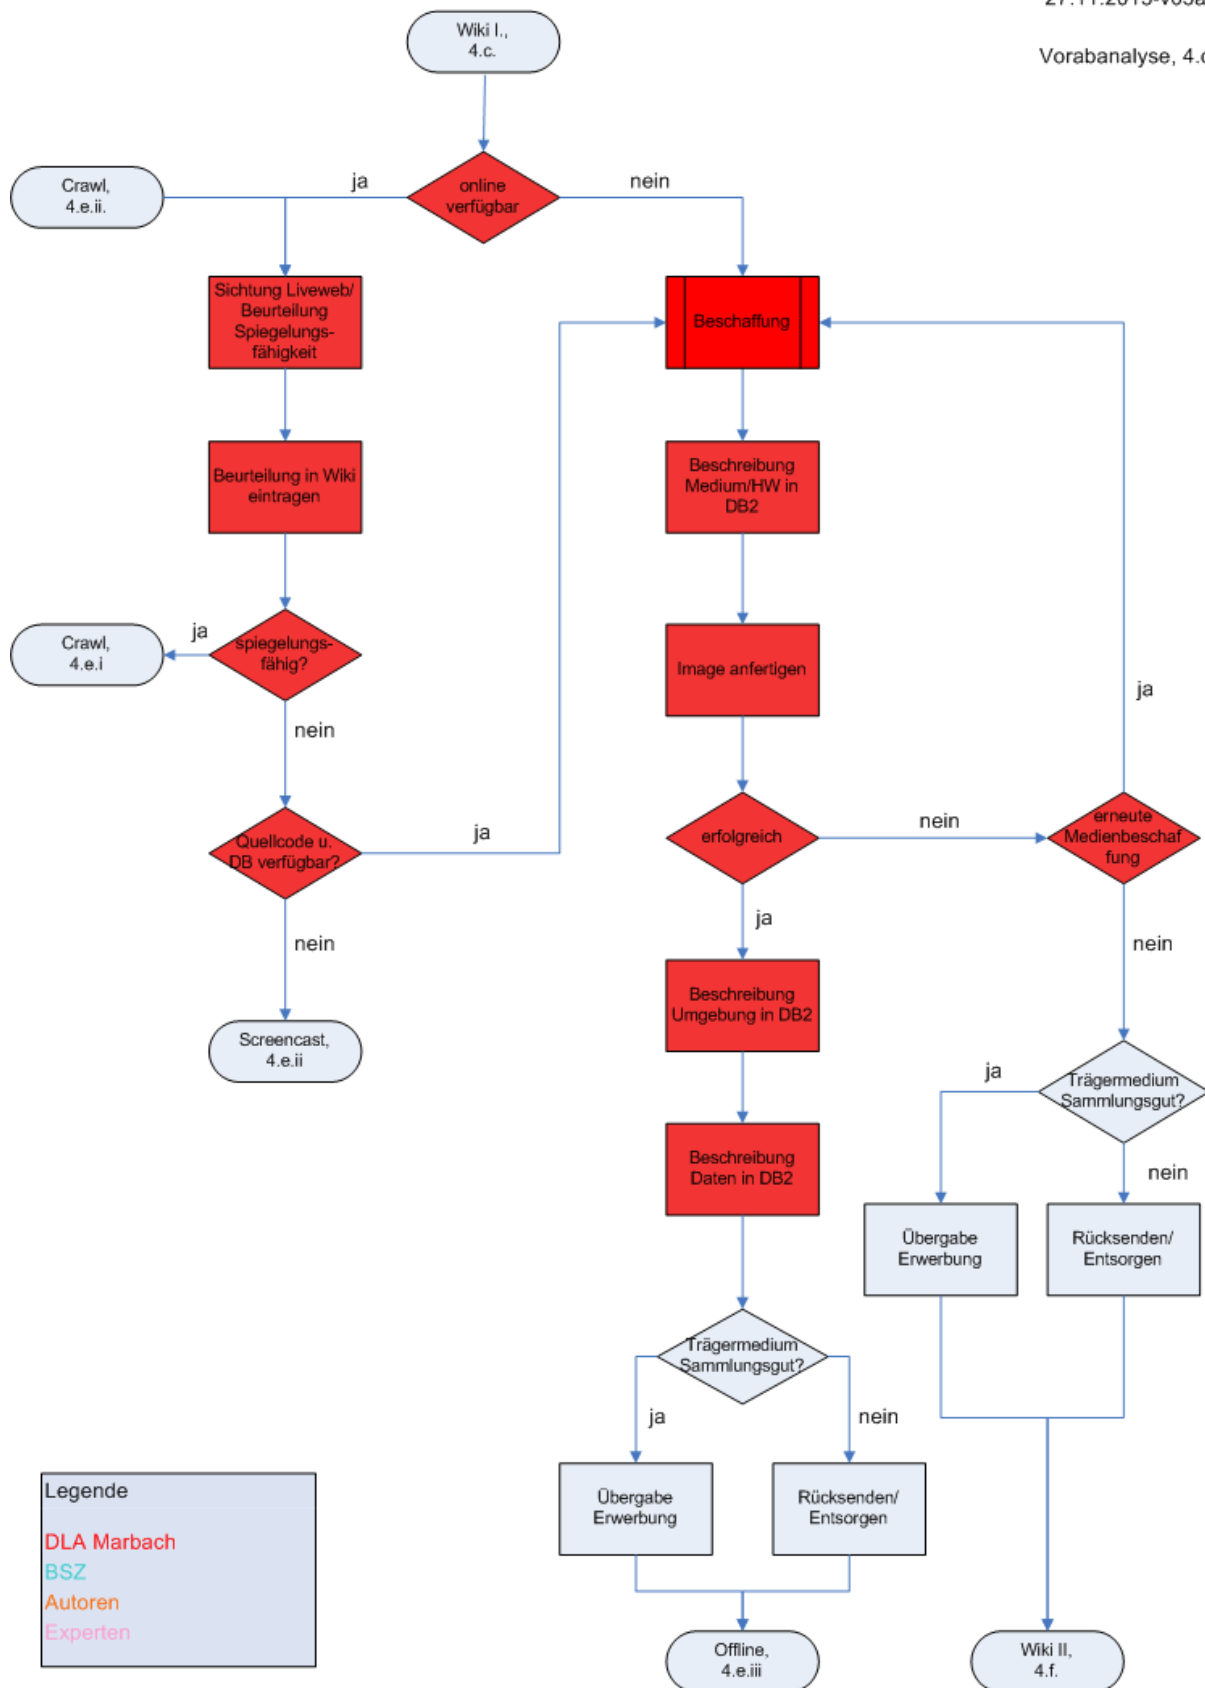 Vorabanalyse, 4.
Wiki I.,
4.c.
ja
nein
Crawl,
4.e.ii.
online
verfügbar
Sichtung Liveweb/
Beurteilung
Spiegelungs-
fähigkeit
Beschaffung
Beurteilung in Wiki
eintragen
Beschreibung
Medium/HW in
DB2
ja
Crawl,
4.e.i
spiegelungs-
fähig?
Image anfertigen
ja
nein
Quellcode u.
DB verfügbar?
ja
erfolgreich
nein
erneute
Medienbeschaf
fung
ja
nein
nein
Beschreibung
Umgebung in DB2
Screencast,
4.e.ii
ja
Trägermedium
Sammlungsgut?
Beschreibung
Daten in DB2
nein
Übergabe
Erwerbung
Rücksenden/
Entsorgen
Trägermedium
Sammlungsgut?
ja
nein
Übergabe
Erwerbung
Rücksenden/
Entsorgen
Legende
DLA Marbach
BSZ
Autoren
Experten
Offline,
4.e.iii
Wiki II,
4.f.